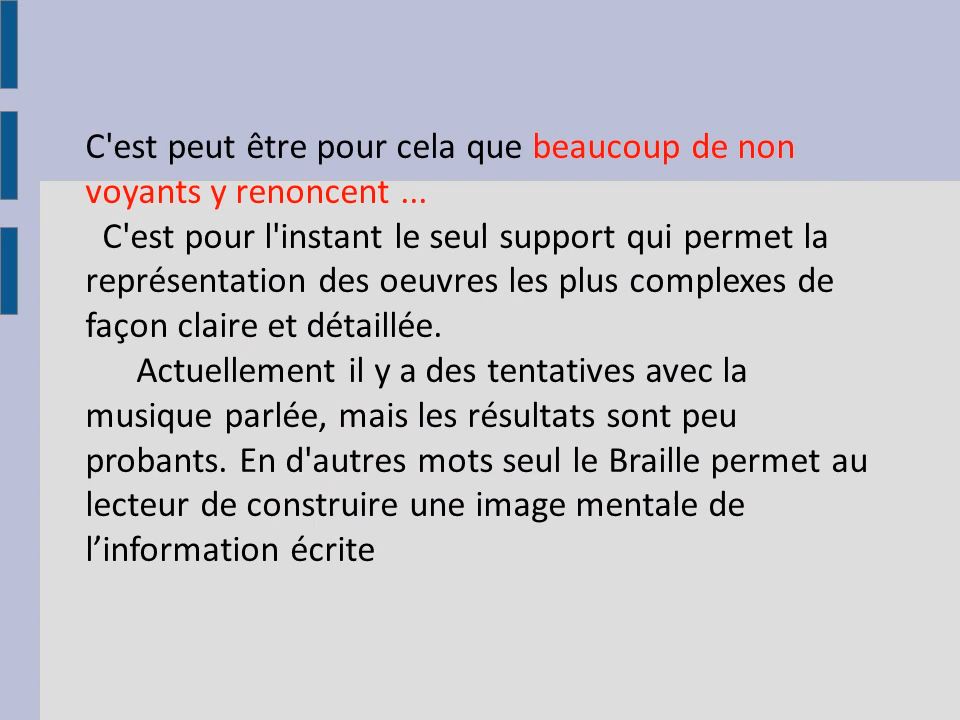 C'est peut être pour cela que beaucoup de non
voyants y renoncent ...
C'est pour l'instant le seul support qui permet la
représentation des oeuvres les plus complexes de
façon claire et détaillée.
Actuellement il y a des tentatives avec la
musique parlée, mais les résultats sont peu
probants. En d'autres mots seul le Braille permet au
lecteur de construire une image mentale de
l’information écrite